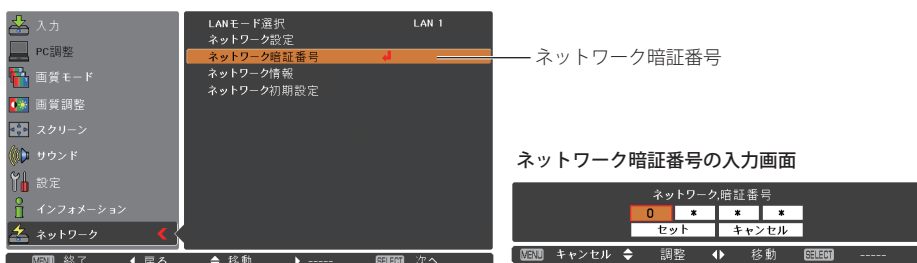 入力
PC調整
画質モード
画質調整
スクリーン
サウンド
設定
インフォメーション
ネットワーク
LANモード選択 LAN 1
ネットワーク設定
ネットワーク暗証番号
ネットワーク情報
ネットワーク初期設定
MENU 終了 戻る 移動 ----- SELECT 次へ
ネットワーク暗証番号
ネットワーク暗証番号の入力画面
ネットワーク暗証番号
0 * * *
セット キャンセル
MENU キャンセル 調整 移動 SELECT -----